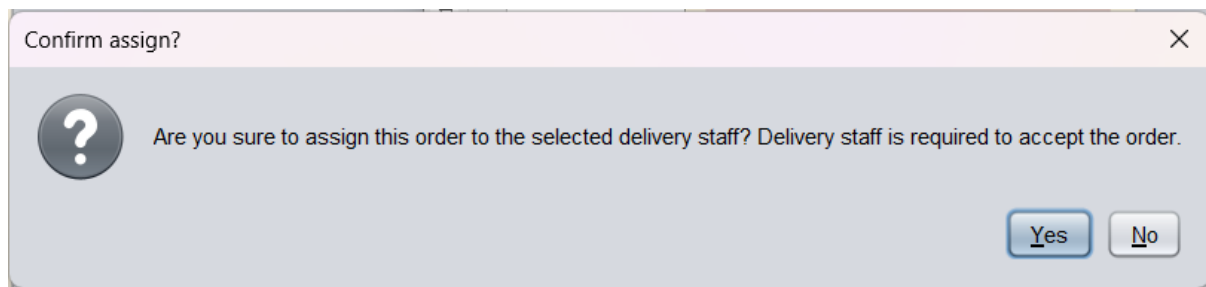 Confirm assign?
Are you sure to assign this order to the selected delivery staff? Delivery staff is required to accept the order.
Yes No